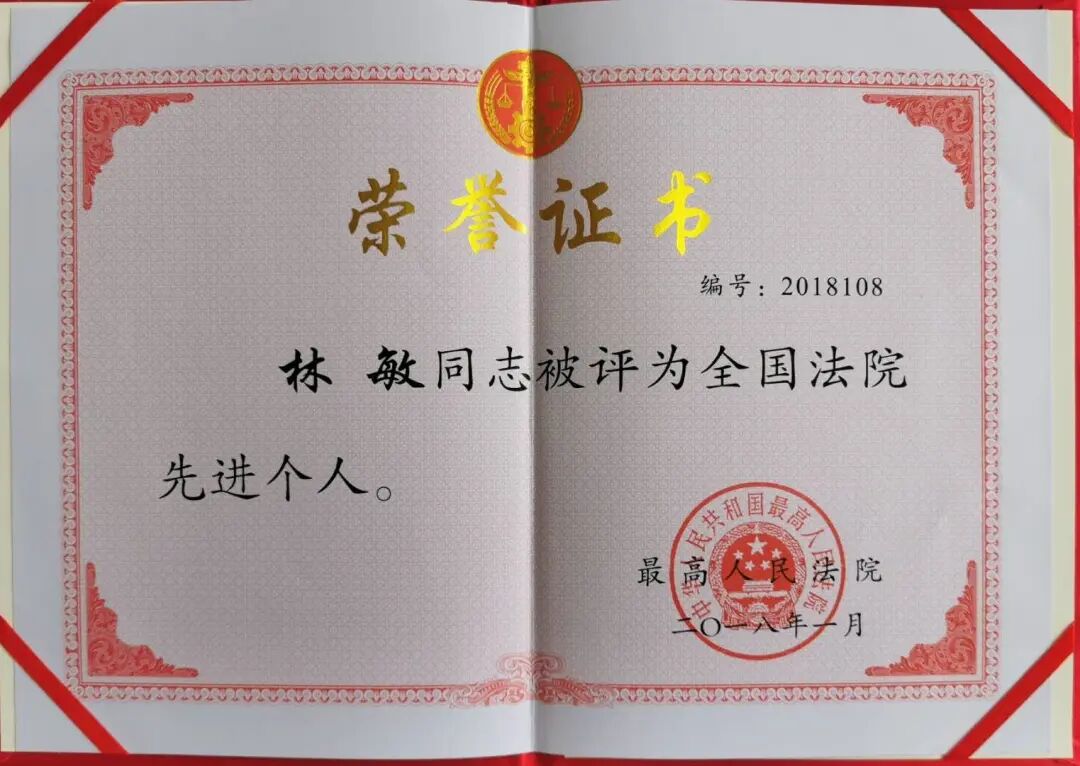 荣誉证书
编号：2018108
林 敏同志被评为全国法院
先进个人。
中华人民共和国最高人民法院
最高人民法院
二〇一八年一月